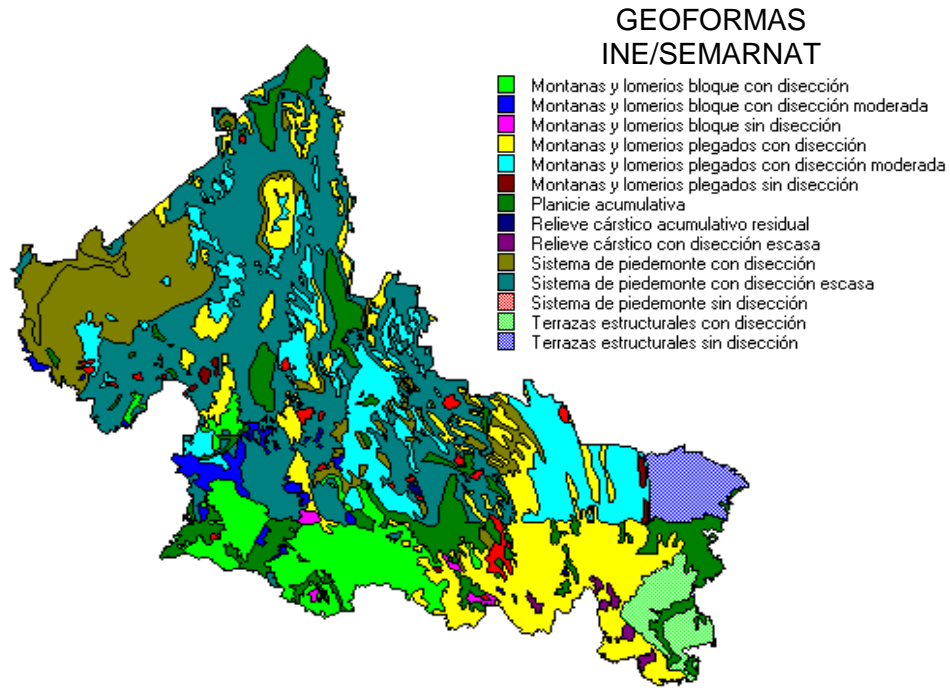 GEOFORMAS
INE/SEMARNAT
Montanas y lomerios bloque con disección
Montanas y lomerios bloque con disección moderada
Montanas y lomerios bloque sin disección
Montanas y lomerios plegados con disección
Montanas y lomerios plegados con disección moderada
Montanas y lomerios plegados sin disección
Planicie acumulativa
Relieve cárstico acumulativo residual
Relieve cárstico con disección escasa
Sistema de piedemonte con disección
Sistema de piedemonte con disección escasa
Sistema de piedemonte sin disección
Terrazas estructurales con disección
Terrazas estructurales sin disección